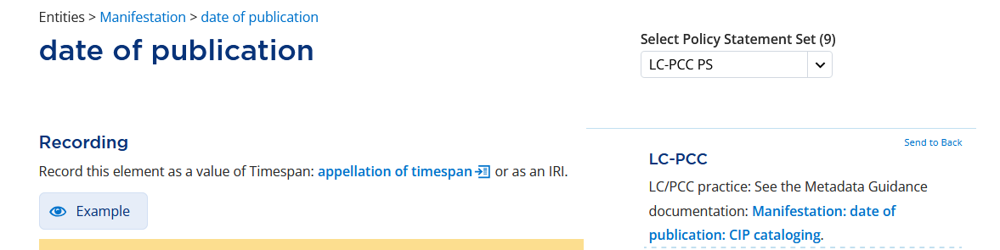 Entities > Manifestation > date of publication
date of publication
Select Policy Statement Set (9)
LC-PCC PS
Recording
Record this element as a value of Timespan: appellation of timespan or as an IRI.
Example
Send to Back
LC-PCC
LC/PCC practice: See the Metadata Guidance
documentation: Manifestation: date of
publication: CIP cataloging.